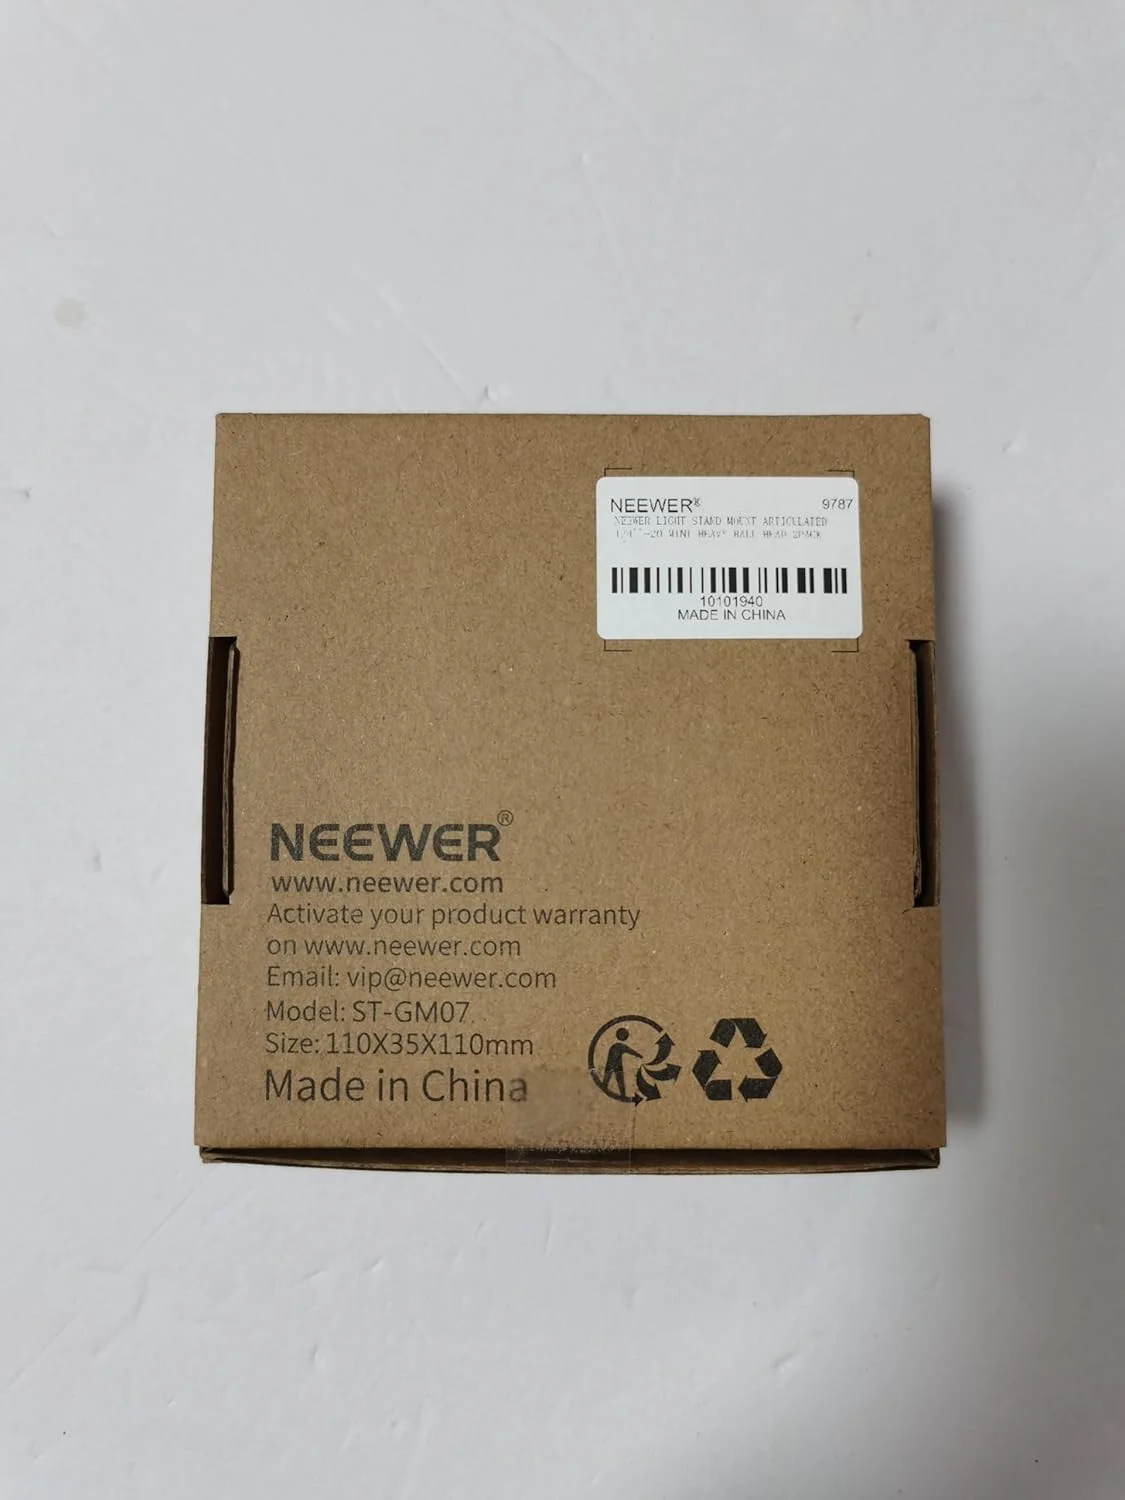 NEEWER® 9787
NEEWER LIGHT STAND MOUNT ARTICULATED
1/4''-20 MINI HEAVY BALL HEAD 2PACK
10101940
MADE IN CHINA
NEEWER®
www.neewer.com
Activate your product warranty
on www.neewer.com
Email: vip@neewer.com
Model: ST-GM07
Size: 110X35X110mm
Made in China